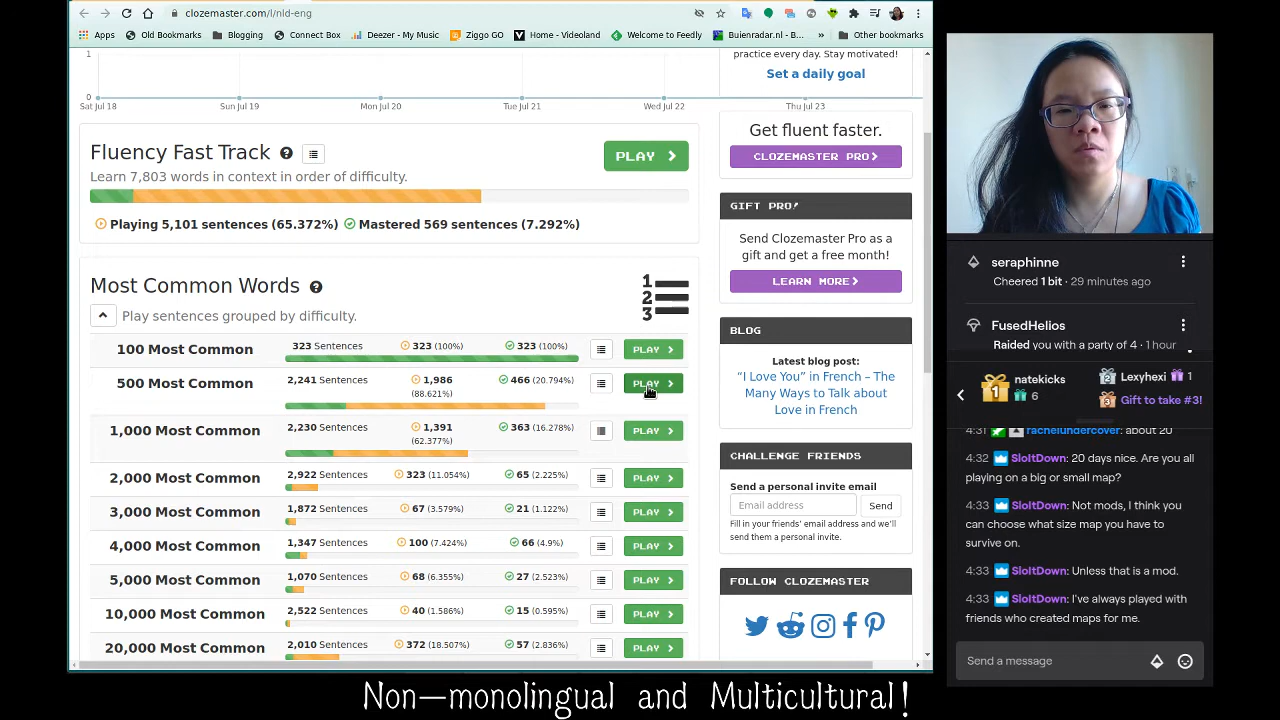 clozemaster.com/l/nld-eng
Apps
Old Bookmarks
Blogging
Connect Box
Deezer - My Music
Ziggo GO
Home - Videoland
Welcome to Feedly
Buienradar.nl - B...
»
Other bookmarks
1
0
Sat Jul 18
Sun Jul 19
Mon Jul 20
Tue Jul 21
Wed Jul 22
Thu Jul 23
Fluency Fast Track
PLAY
Learn 7,803 words in context in order of difficulty.
Playing 5,101 sentences (65.372%)
Mastered 569 sentences (7.292%)
Most Common Words
1
2
3
Play sentences grouped by difficulty.
100 Most Common 323 Sentences 323 (100%) 323 (100%) PLAY
500 Most Common 2,241 Sentences 1,986 (88.621%) 466 (20.794%) PLAY
1,000 Most Common 2,230 Sentences 1,391 (62.377%) 363 (16.278%) PLAY
2,000 Most Common 2,922 Sentences 323 (11.054%) 65 (2.225%) PLAY
3,000 Most Common 1,872 Sentences 67 (3.579%) 21 (1.122%) PLAY
4,000 Most Common 1,347 Sentences 100 (7.424%) 66 (4.9%) PLAY
5,000 Most Common 1,070 Sentences 68 (6.355%) 27 (2.523%) PLAY
10,000 Most Common 2,522 Sentences 40 (1.586%) 15 (0.595%) PLAY
20,000 Most Common 2,010 Sentences 372 (18.507%) 57 (2.836%) PLAY
practice every day. Stay motivated!
Set a daily goal
Get fluent faster.
CLOZEMASTER PRO
GIFT PRO!
Send Clozemaster Pro as a
gift and get a free month!
LEARN MORE
BLOG
Latest blog post:
“I Love You” in French – The
Many Ways to Talk about
Love in French
CHALLENGE FRIENDS
Send a personal invite email
Email address
Send
Fill in your friends' email address and we'll
send them a personal invite.
FOLLOW CLOZEMASTER
seraphinne
Cheered 1 bit · 29 minutes ago
FusedHelios
Raided you with a party of 4 · 1 hour
1 natekicks
6
2 Lexyhexi 1
3 Gift to take #3!
4:31 rachelundercover: about 20
4:32 SloItDown: 20 days nice. Are you all
playing on a big or small map?
4:33 SloItDown: Not mods, I think you
can choose what size map you have to
survive on.
4:33 SloItDown: Unless that is a mod.
4:33 SloItDown: I've always played with
friends who created maps for me.
Send a message
Non-monolingual and Multicultural!